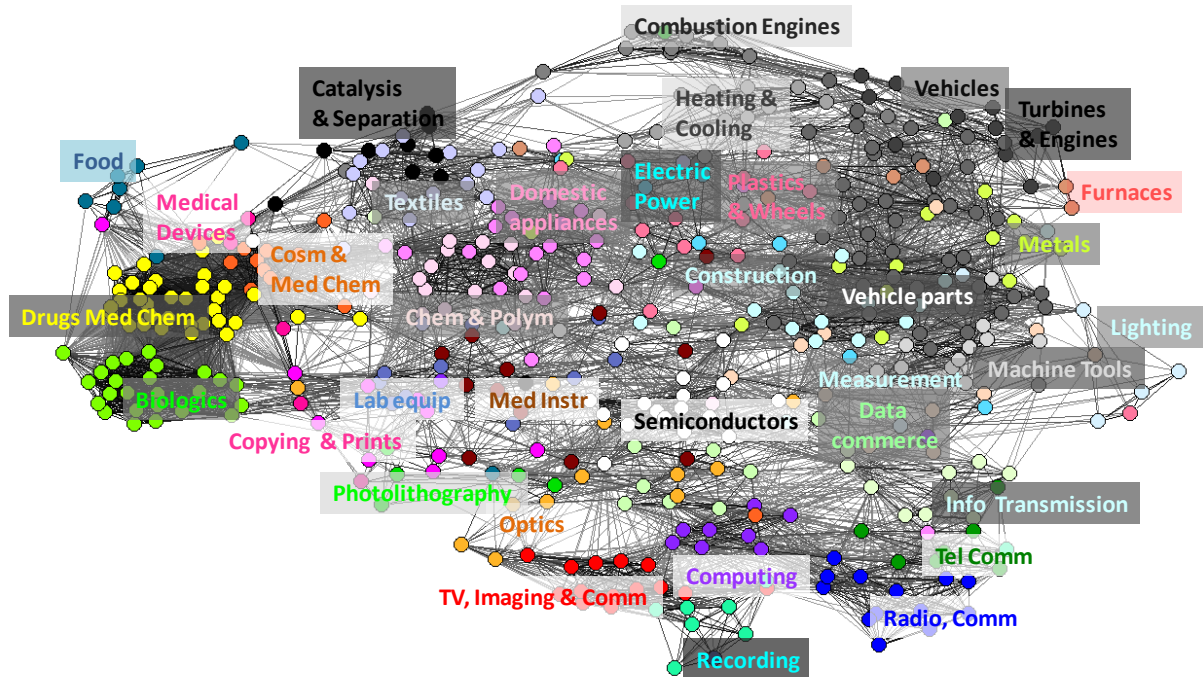 Combustion Engines
Catalysis
& Separation
Heating &
Cooling
Vehicles
Turbines
& Engines
Food
Medical
Devices
Textiles
Domestic
appliances
Electric
Power
Plastics
& Wheels
Furnaces
Metals
Cosm &
Med Chem
Construction
Drugs Med Chem
Chem & Polym
Vehicle parts
Lighting
Biologics
Lab equip
Med Instr
Measurement
Machine Tools
Copying & Prints
Semiconductors
Data
commerce
Photolithography
Optics
Info Transmission
TV, Imaging & Comm
Computing
Tel Comm
Radio, Comm
Recording